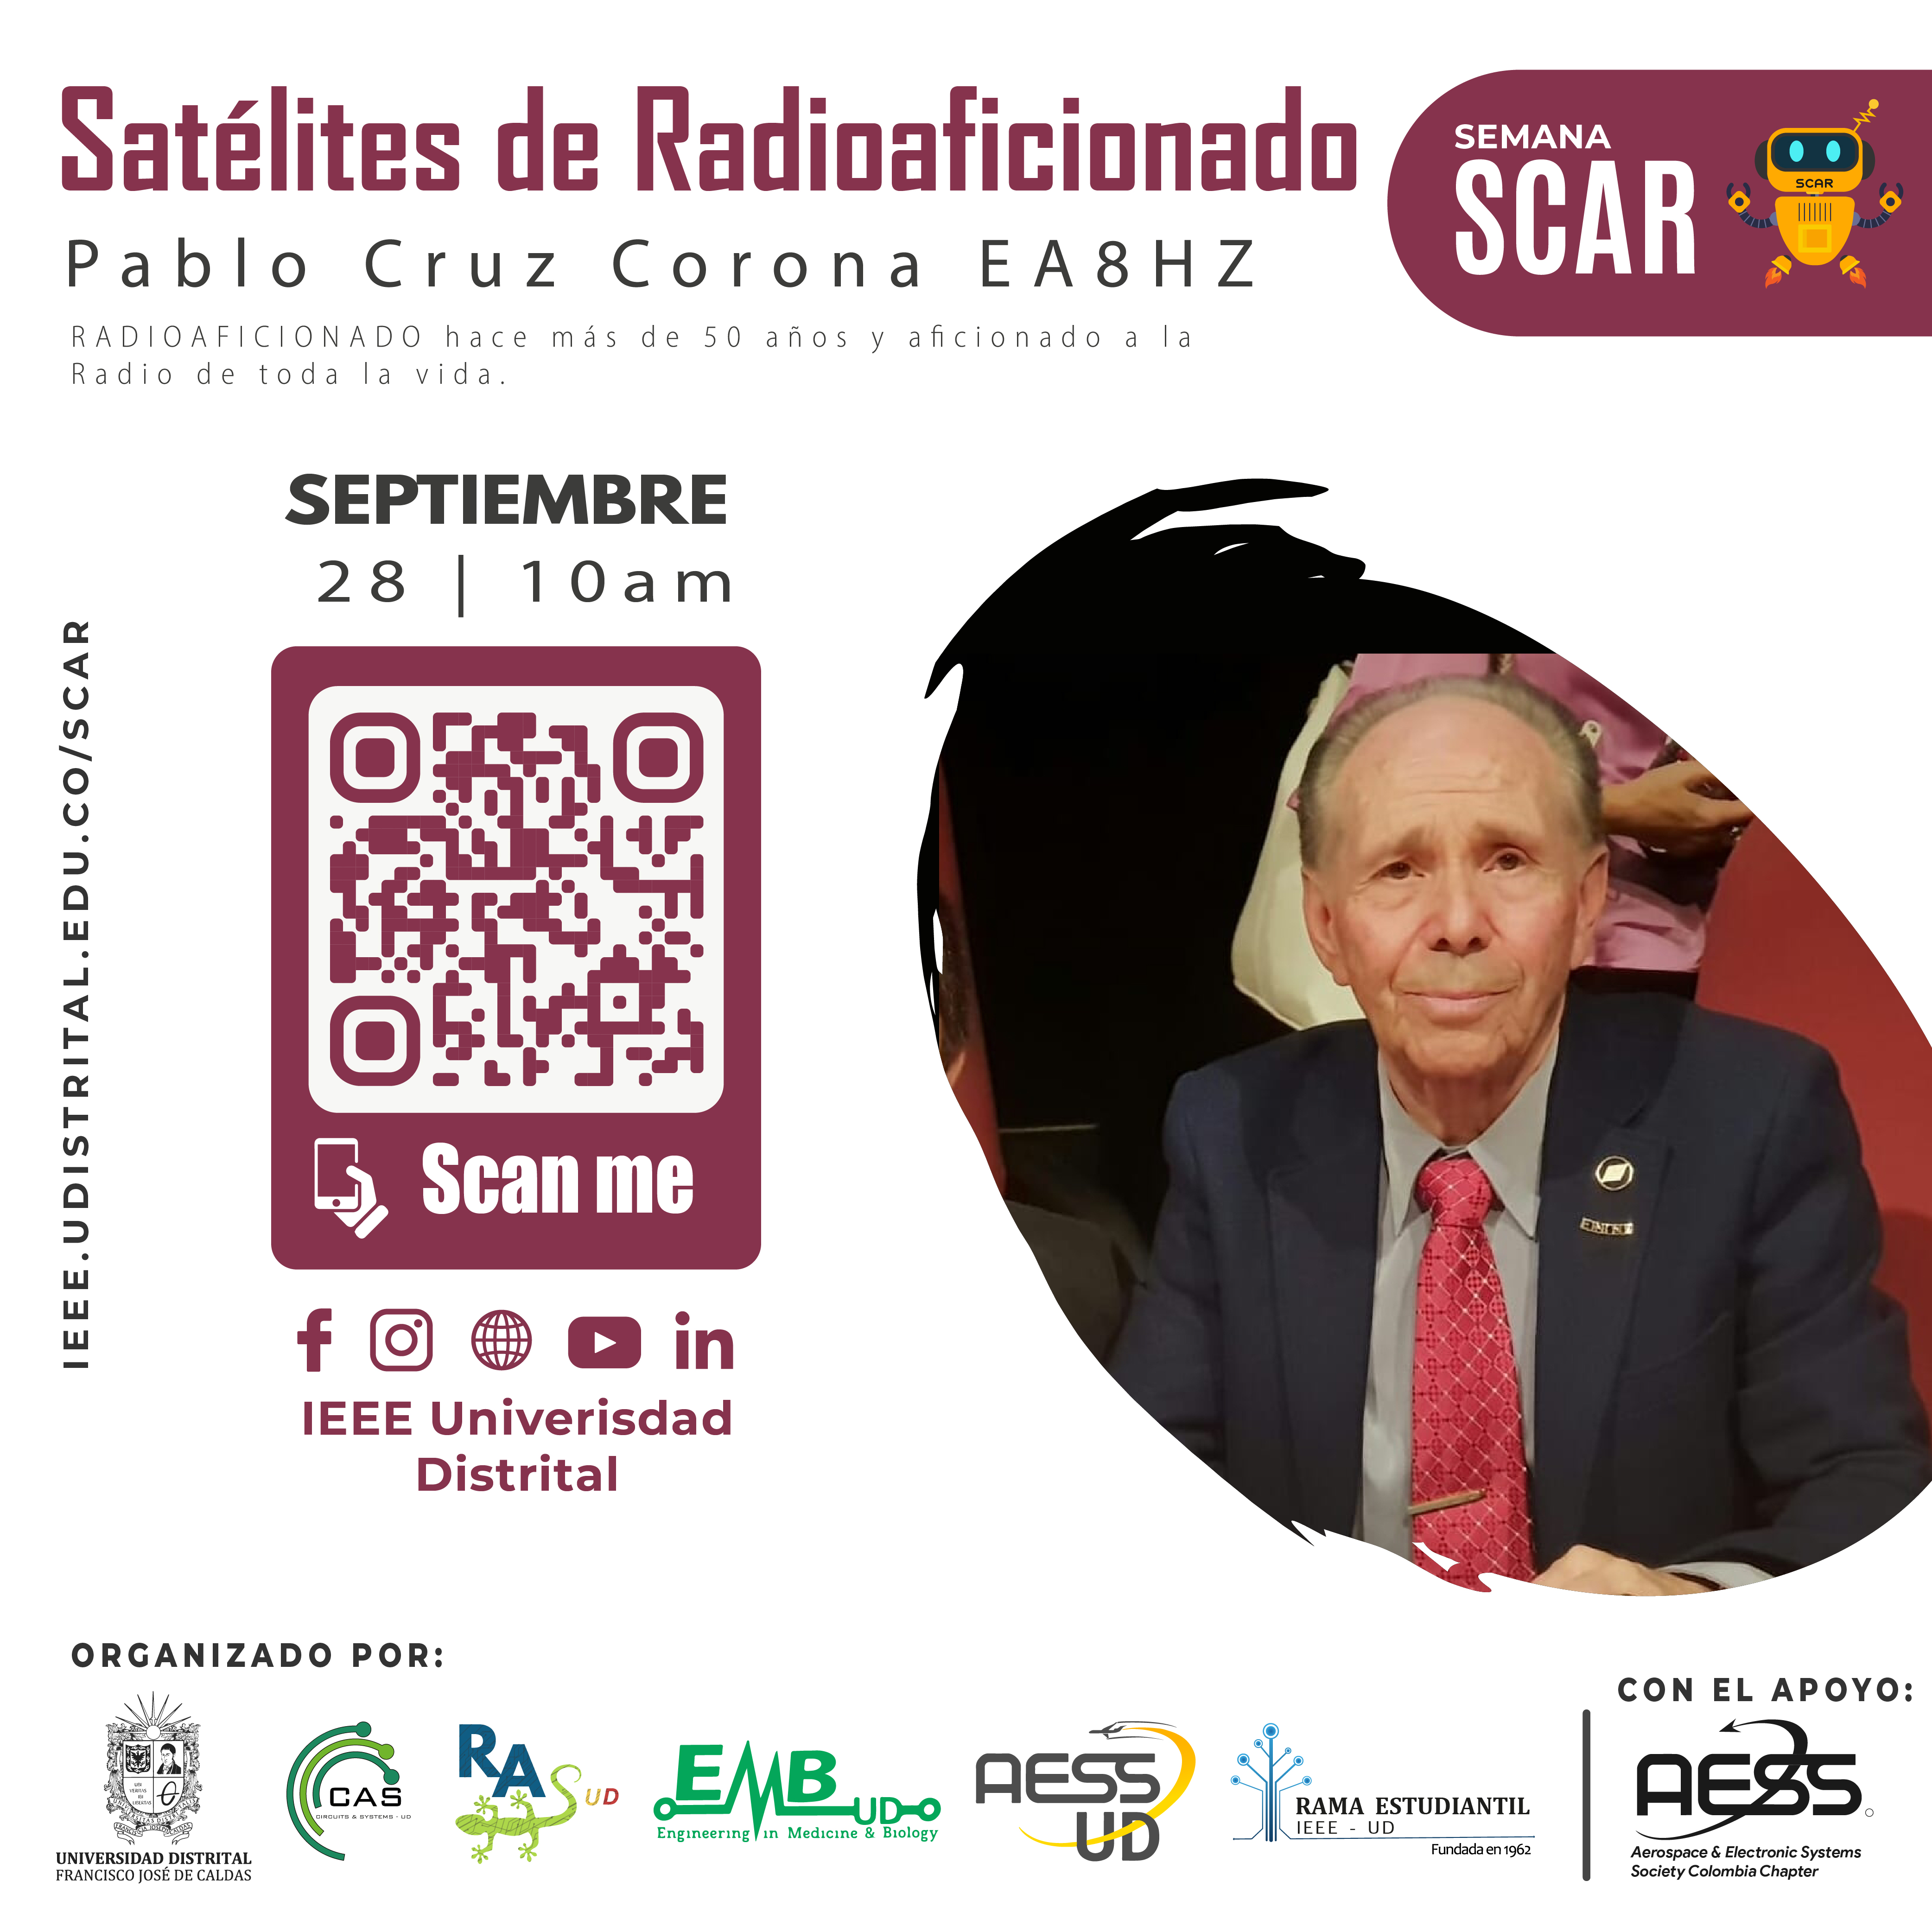 Satélites de Radioaficionado
Pablo Cruz Corona EA8HZ
RADIOAFICIONADO hace más de 50 años y aficionado a la
Radio de toda la vida.
SEMANA
SCAR
SCAR
SEPTIEMBRE
28 | 10am
IEEE.UDISTRITAL.EDU.CO/SCAR
Scan me
f
in
IEEE Univerisdad
Distrital
ORGANIZADO POR:
UNIVERSIDAD DISTRITAL
FRANCISCO JOSÉ DE CALDAS
CAS
CIRCUITS & SYSTEMS - UD
RAS UD
EMB UD
Engineering in Medicine & Biology
AESS
UD
RAMA ESTUDIANTIL
IEEE - UD
Fundada en 1962
CON EL APOYO:
AESS
Aerospace & Electronic Systems
Society Colombia Chapter